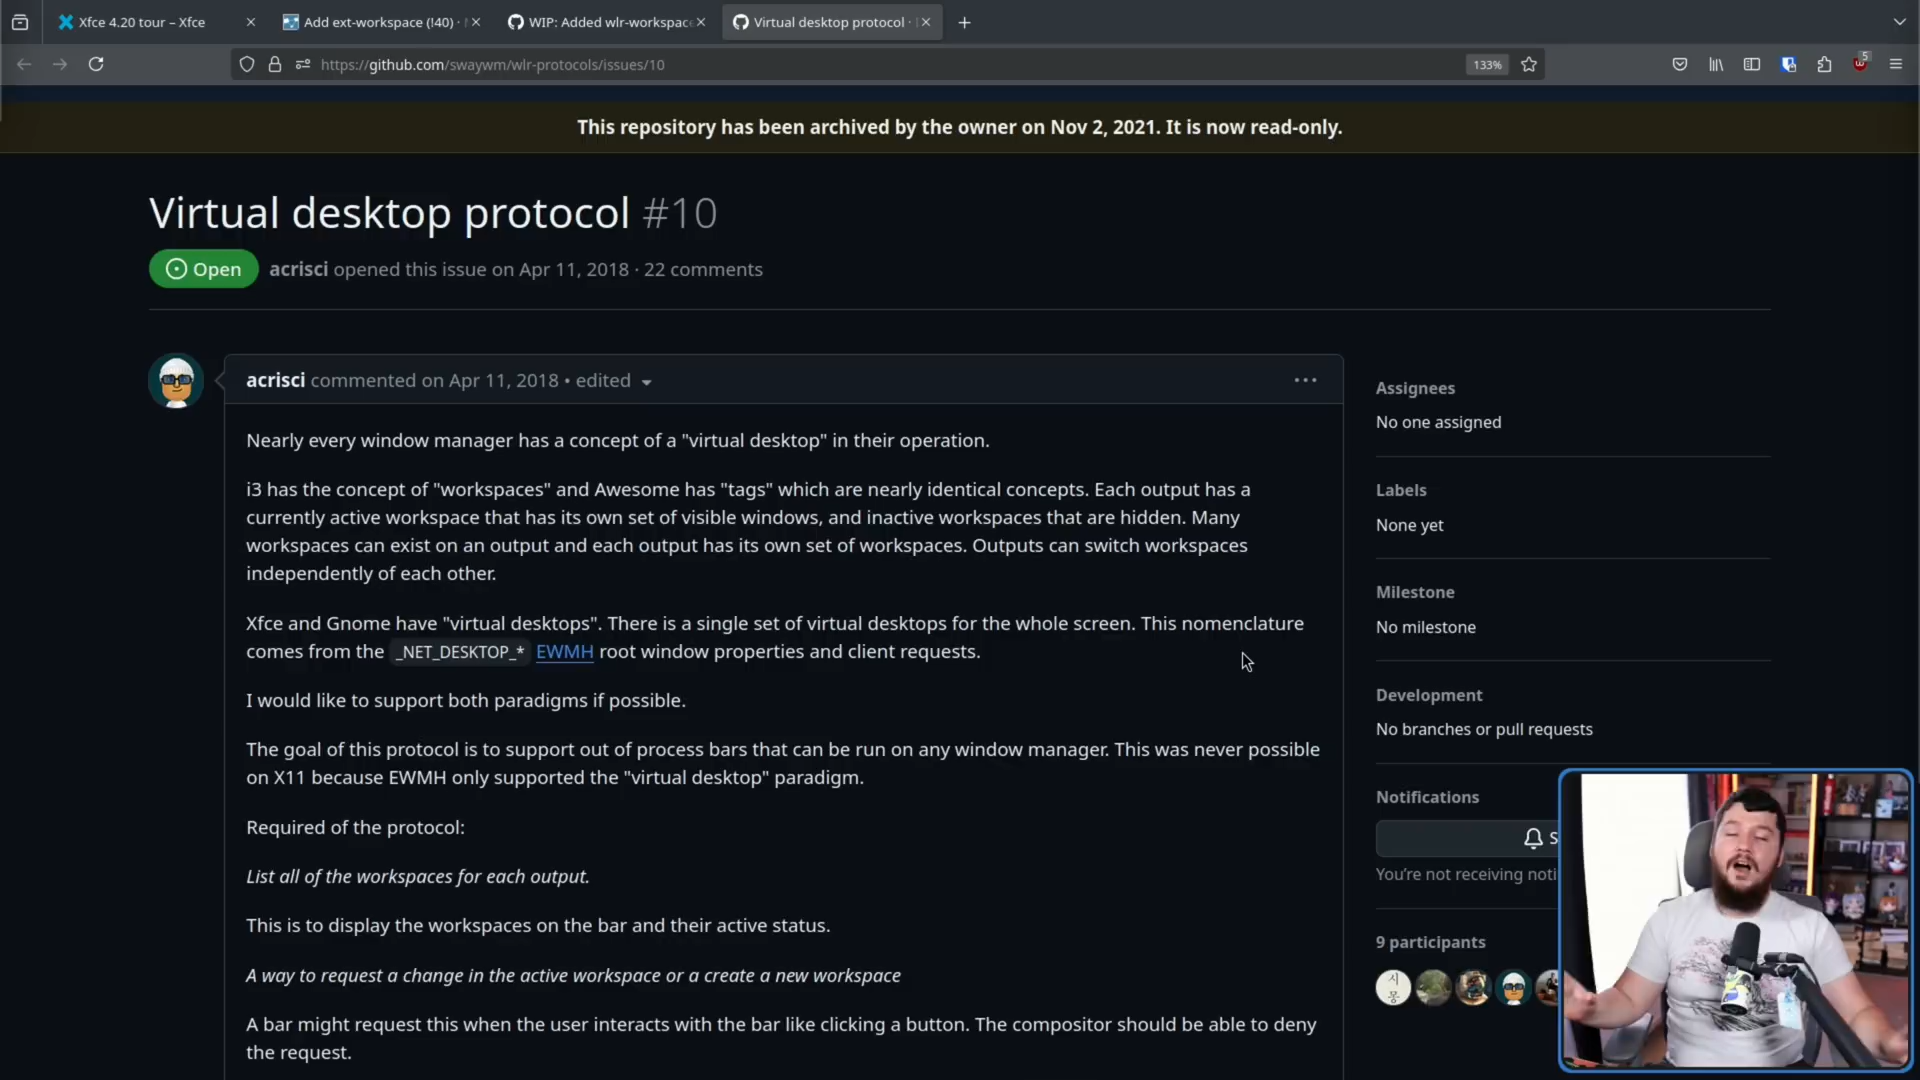 Xfce 4.20 tour – Xfce
Add ext-workspace (!40) ·
WIP: Added wlr-workspace
Virtual desktop protocol ·
https://github.com/swaywm/wlr-protocols/issues/10
133%
5
This repository has been archived by the owner on Nov 2, 2021. It is now read-only.
Virtual desktop protocol #10
Open
acrisci opened this issue on Apr 11, 2018 · 22 comments
acrisci commented on Apr 11, 2018 • edited
Nearly every window manager has a concept of a "virtual desktop" in their operation.
i3 has the concept of "workspaces" and Awesome has "tags" which are nearly identical concepts. Each output has a
currently active workspace that has its own set of visible windows, and inactive workspaces that are hidden. Many
workspaces can exist on an output and each output has its own set of workspaces. Outputs can switch workspaces
independently of each other.
Xfce and Gnome have "virtual desktops". There is a single set of virtual desktops for the whole screen. This nomenclature
comes from the _NET_DESKTOP_* EWMH root window properties and client requests.
I would like to support both paradigms if possible.
The goal of this protocol is to support out of process bars that can be run on any window manager. This was never possible
on X11 because EWMH only supported the "virtual desktop" paradigm.
Required of the protocol:
List all of the workspaces for each output.
This is to display the workspaces on the bar and their active status.
A way to request a change in the active workspace or a create a new workspace
A bar might request this when the user interacts with the bar like clicking a button. The compositor should be able to deny
the request.
Assignees
No one assigned
Labels
None yet
Milestone
No milestone
Development
No branches or pull requests
Notifications
S
You're not receiving noti
9 participants
시
몽